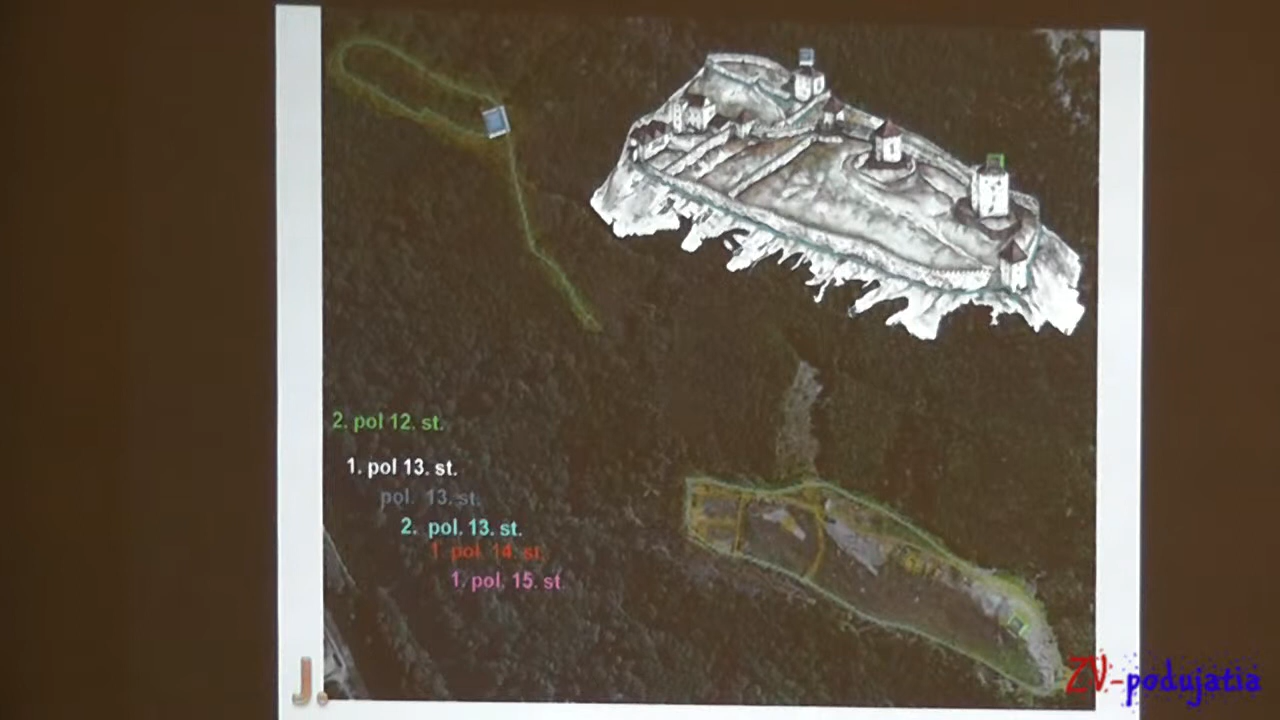 2. pol 12. st.
1. pol 13. st.
pol. 13. st.
2. pol. 13. st.
1 pol. 14. st.
1. pol. 15. st.
J.
ZV-podujatia